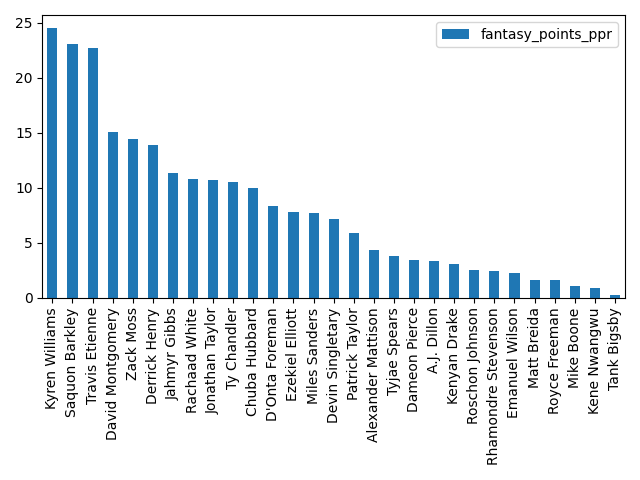 fantasy_points_ppr
25
20
15
10
5
0
Kyren Williams
Saquon Barkley
Travis Etienne
David Montgomery
Zack Moss
Derrick Henry
Jahmyr Gibbs
Rachaad White
Jonathan Taylor
Ty Chandler
Chuba Hubbard
D'Onta Foreman
Ezekiel Elliott
Miles Sanders
Devin Singletary
Patrick Taylor
Alexander Mattison
Tyjae Spears
Dameon Pierce
A.J. Dillon
Kenyan Drake
Roschon Johnson
Rhamondre Stevenson
Emanuel Wilson
Matt Breida
Royce Freeman
Mike Boone
Kene Nwangwu
Tank Bigsby